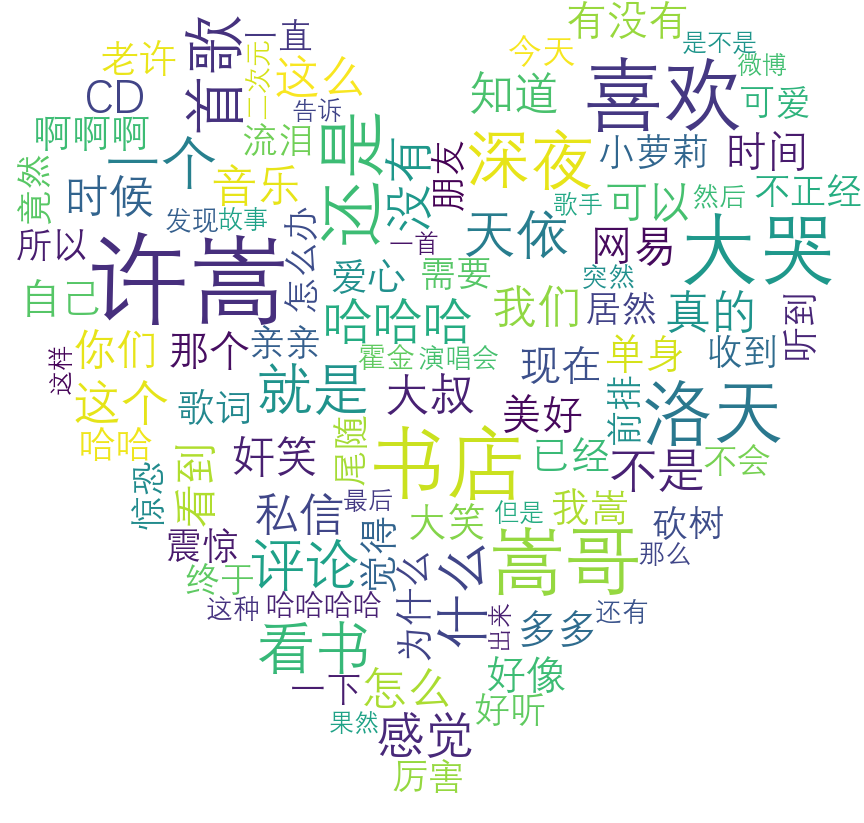 有没有
是不是
老许
首歌
一直
二次元
这么
今天
喜欢
微博
CD
告诉
知道
可爱
啊啊啊
一个
流泪
还是
没有
朋友
深夜
小萝莉
时间
竟然
时候
音乐
发现
故事
怎么办
一首
天依
歌手
可以
然后
不正经
所以
许嵩
爱心
需要
网易
突然
大哭
自己
哈哈哈
我们
居然
真的
听到
你们
那个
亲亲
霍金
演唱会
现在
单身
收到
这样
这个
歌词
就是
大叔
美好
前排
洛天
哈哈
看到
奸笑
尾随
书店
已经
不是
不会
惊恐
私信
最后
大笑
但是
我嵩
砍树
震惊
评论
觉得
为什么
什么
嵩哥
那么
终于
这种
哈哈哈哈
出来
多多
还有
看书
一下
怎么
好像
果然
感觉
好听
厉害